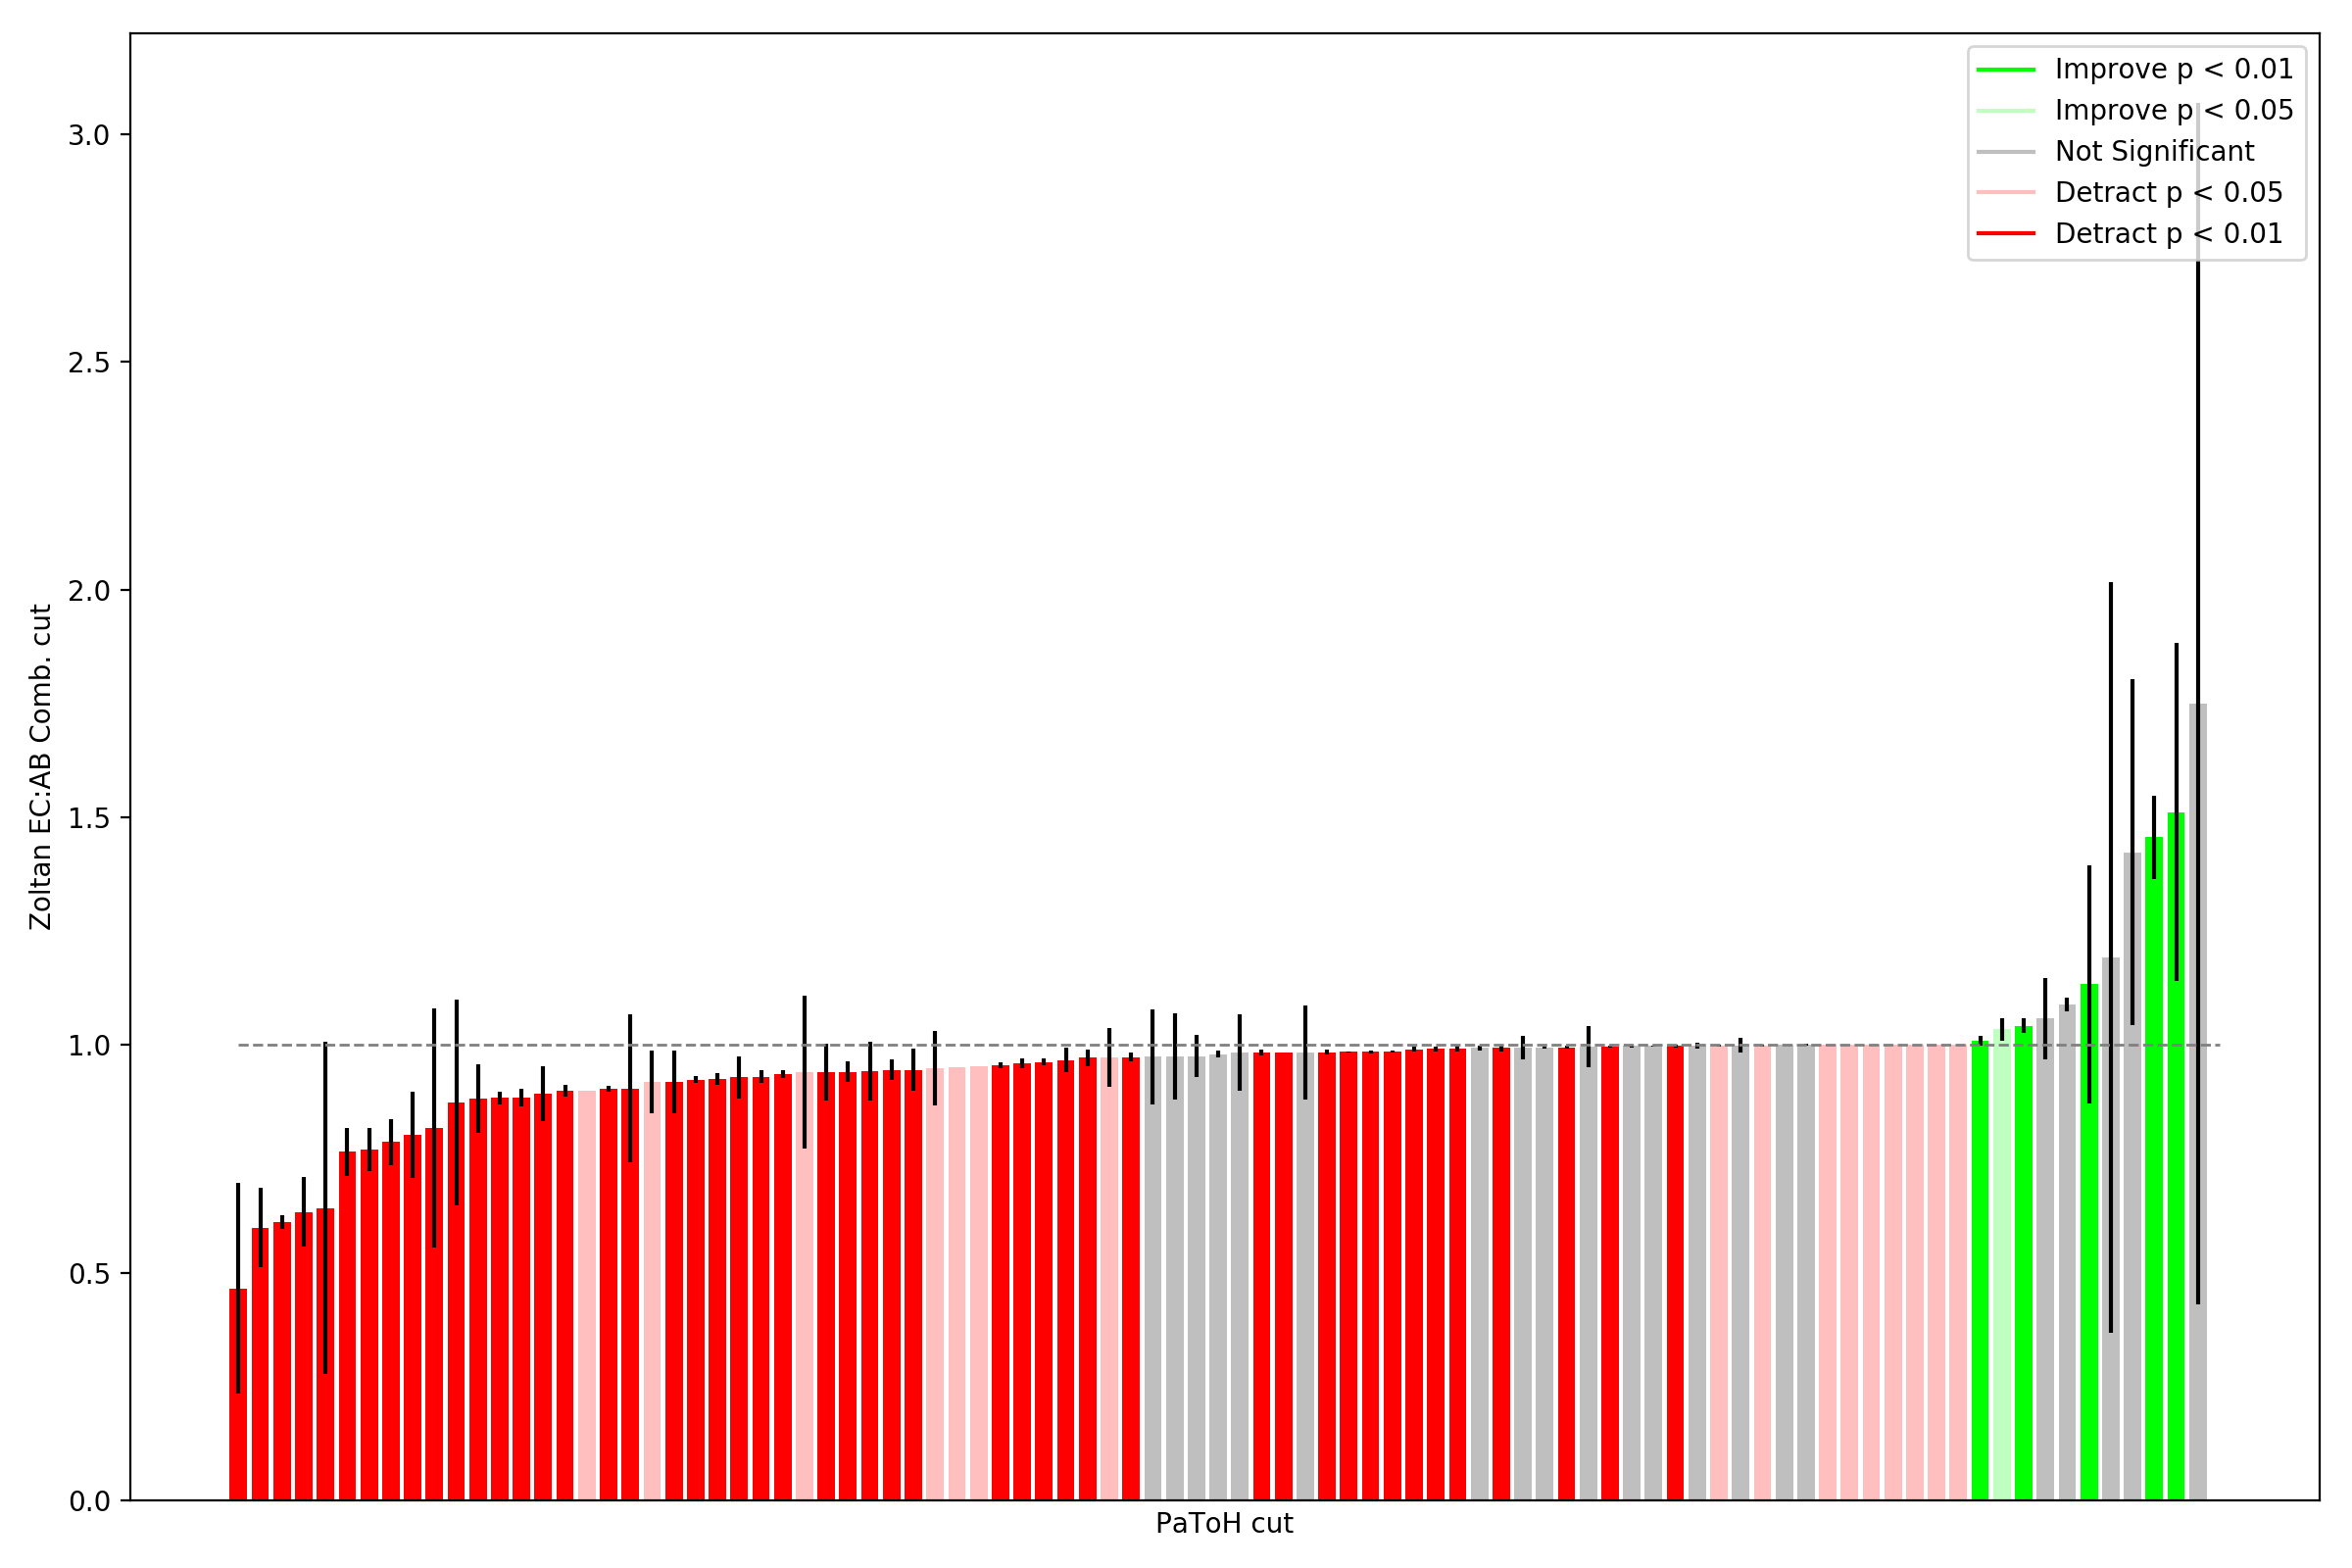 Improve p < 0.01
Improve p < 0.05
Not Significant
Detract p < 0.05
Detract p < 0.01
3.0
2.5
2.0
1.5
1.0
0.5
0.0
Zoltan EC:AB Comb. cut
PaToH cut